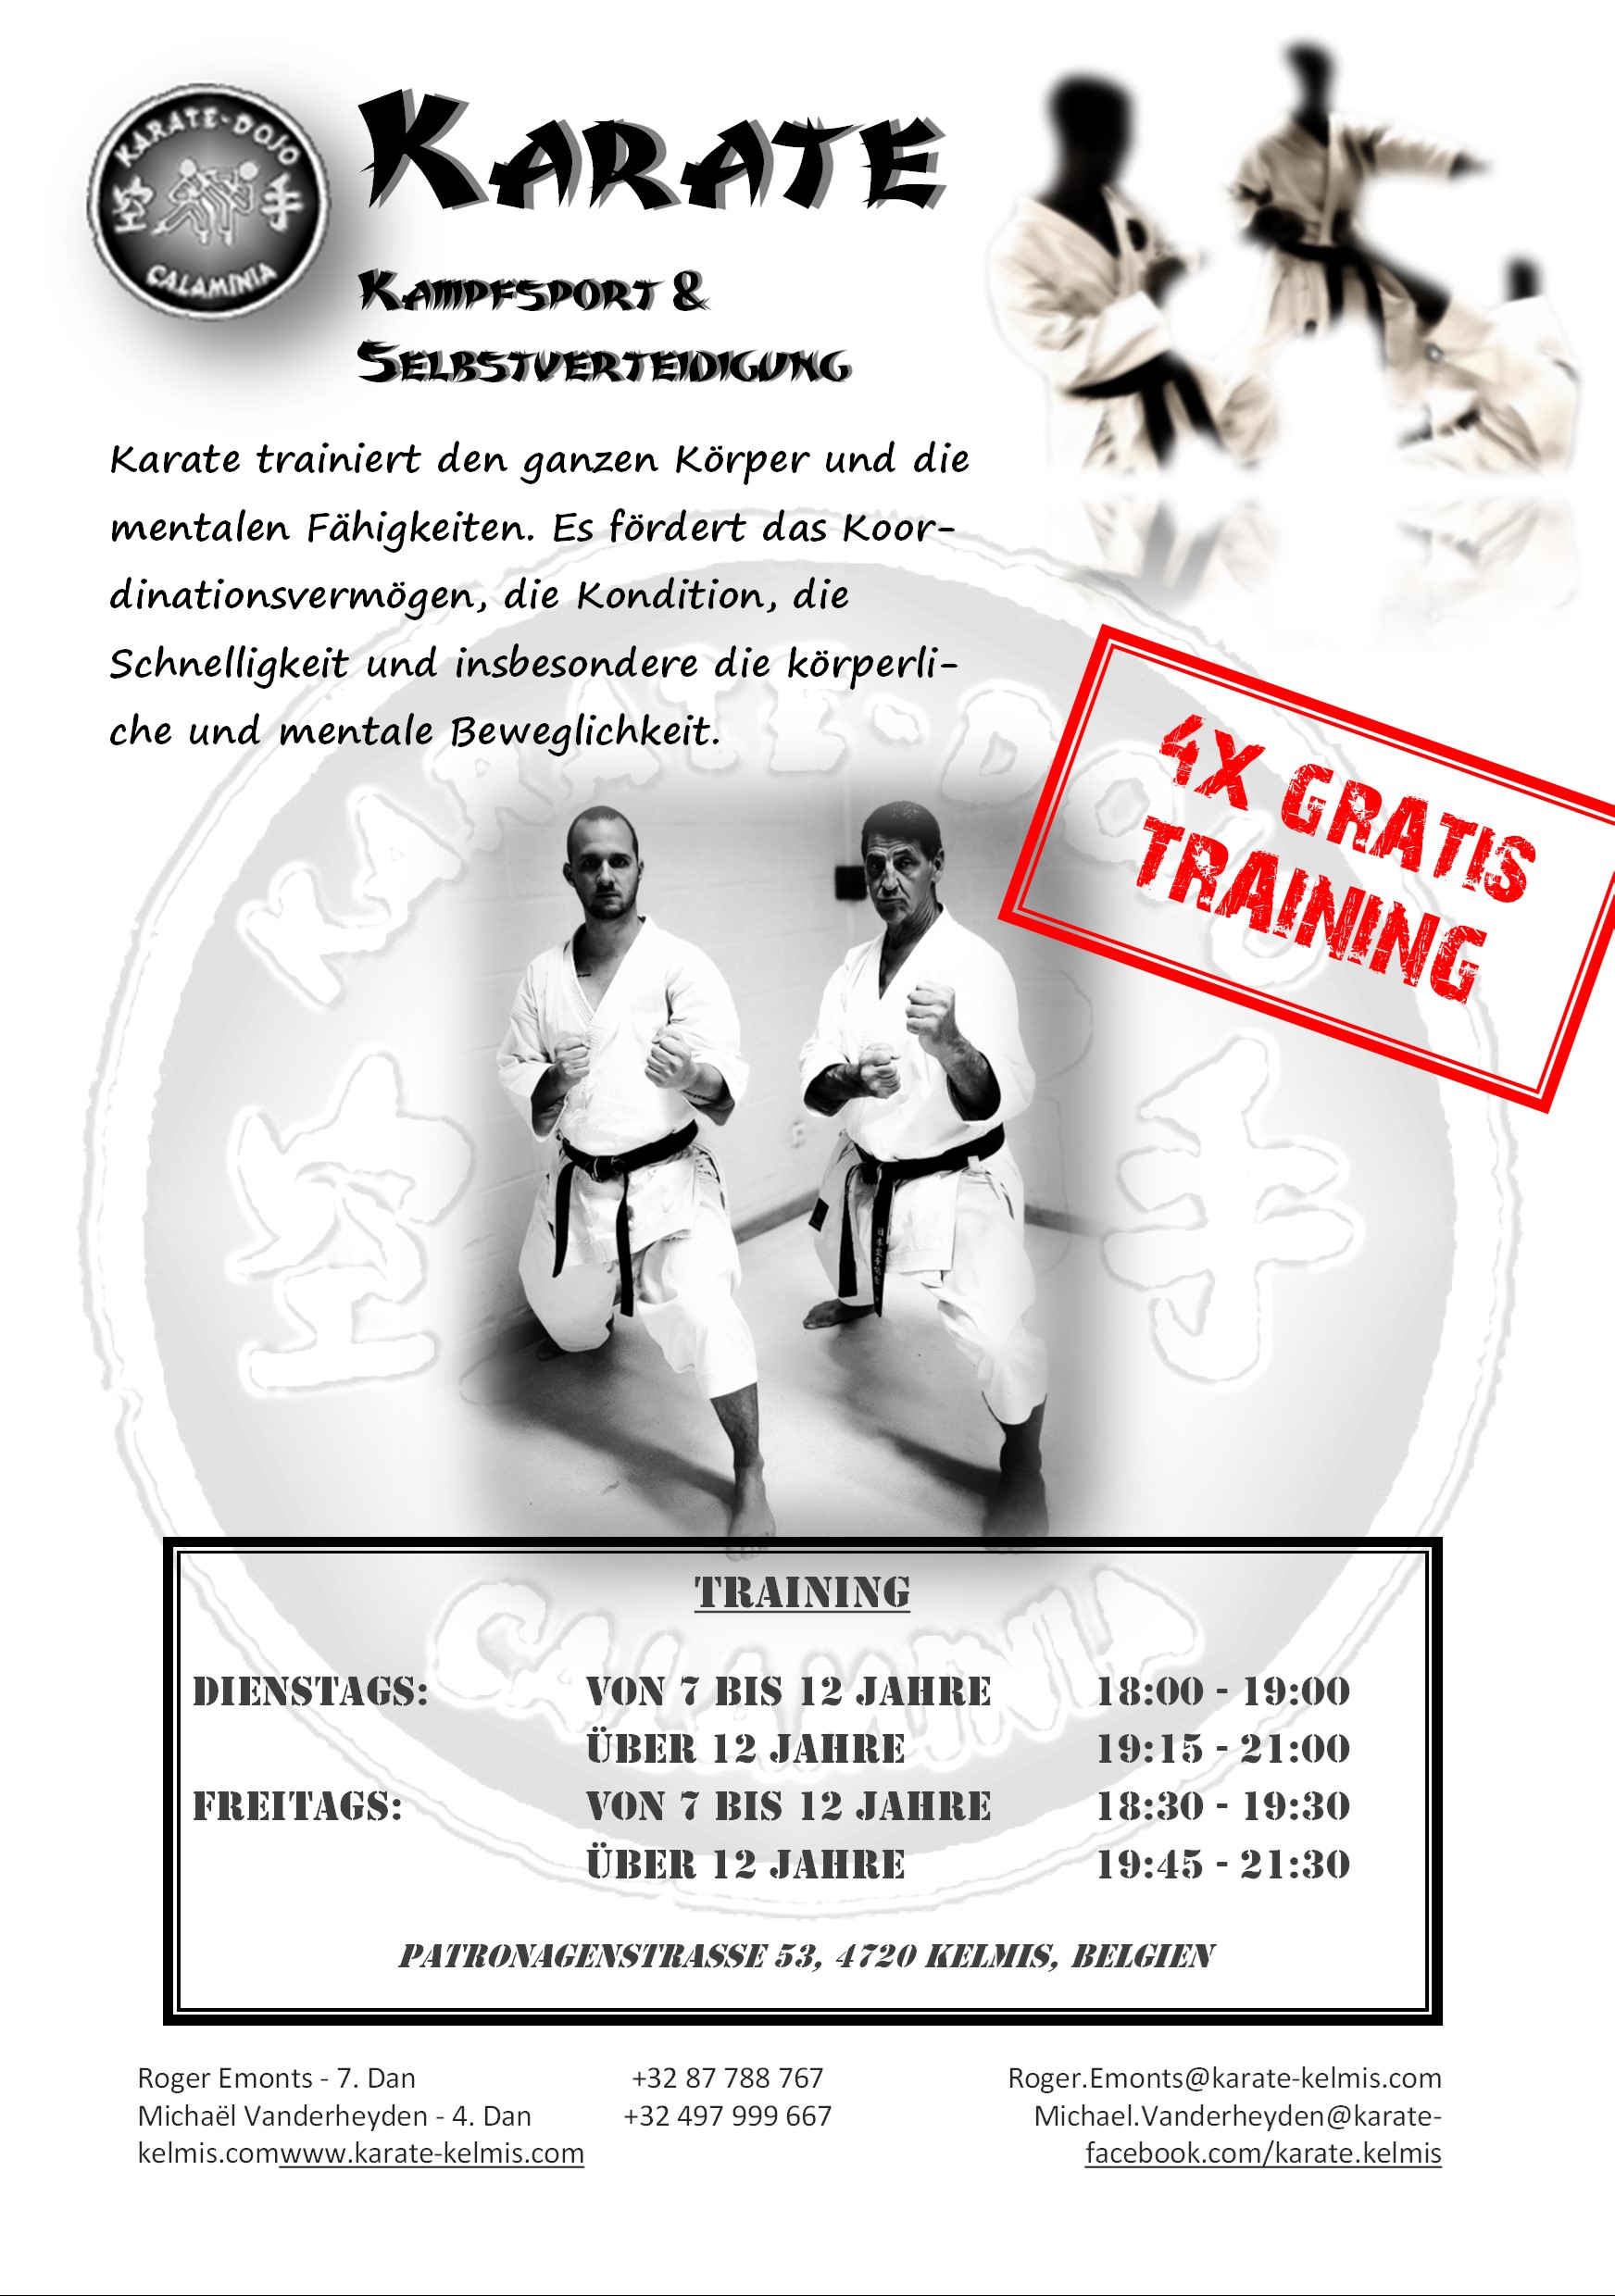 KARATE-DOJO
空 手
CALAMINIA
KARATE
KAMPFSPORT &
SELBSTVERTEIDIGUNG
Karate trainiert den ganzen Körper und die
mentalen Fähigkeiten. Es fördert das Koor-
dinationsvermögen, die Kondition, die
Schnelligkeit und insbesondere die körperli-
che und mentale Beweglichkeit.
4X GRATIS
TRAINING
KARATE-DOJO
空 手
CALAMINIA
TRAINING
DIENSTAGS: VON 7 BIS 12 JAHRE 18:00 - 19:00
ÜBER 12 JAHRE 19:15 - 21:00
FREITAGS: VON 7 BIS 12 JAHRE 18:30 - 19:30
ÜBER 12 JAHRE 19:45 - 21:30
PATRONAGENSTRASSE 53, 4720 KELMIS, BELGIEN
Roger Emonts - 7. Dan +32 87 788 767 Roger.Emonts@karate-kelmis.com
Michaël Vanderheyden - 4. Dan +32 497 999 667 Michael.Vanderheyden@karate-
kelmis.comwww.karate-kelmis.com facebook.com/karate.kelmis